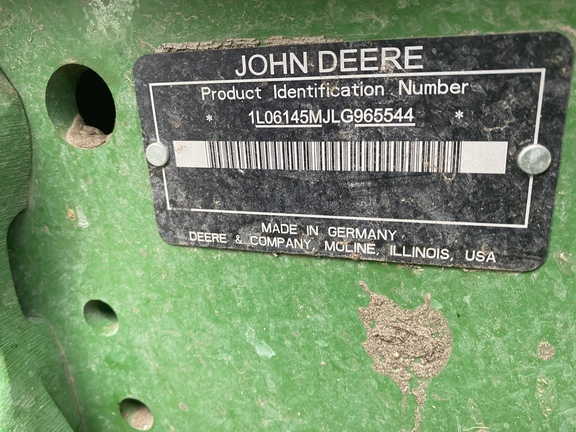 JOHN DEERE
Product Identification Number
* 1L06145MJLG965544 *
MADE IN GERMANY
DEERE & COMPANY, MOLINE, ILLINOIS, USA